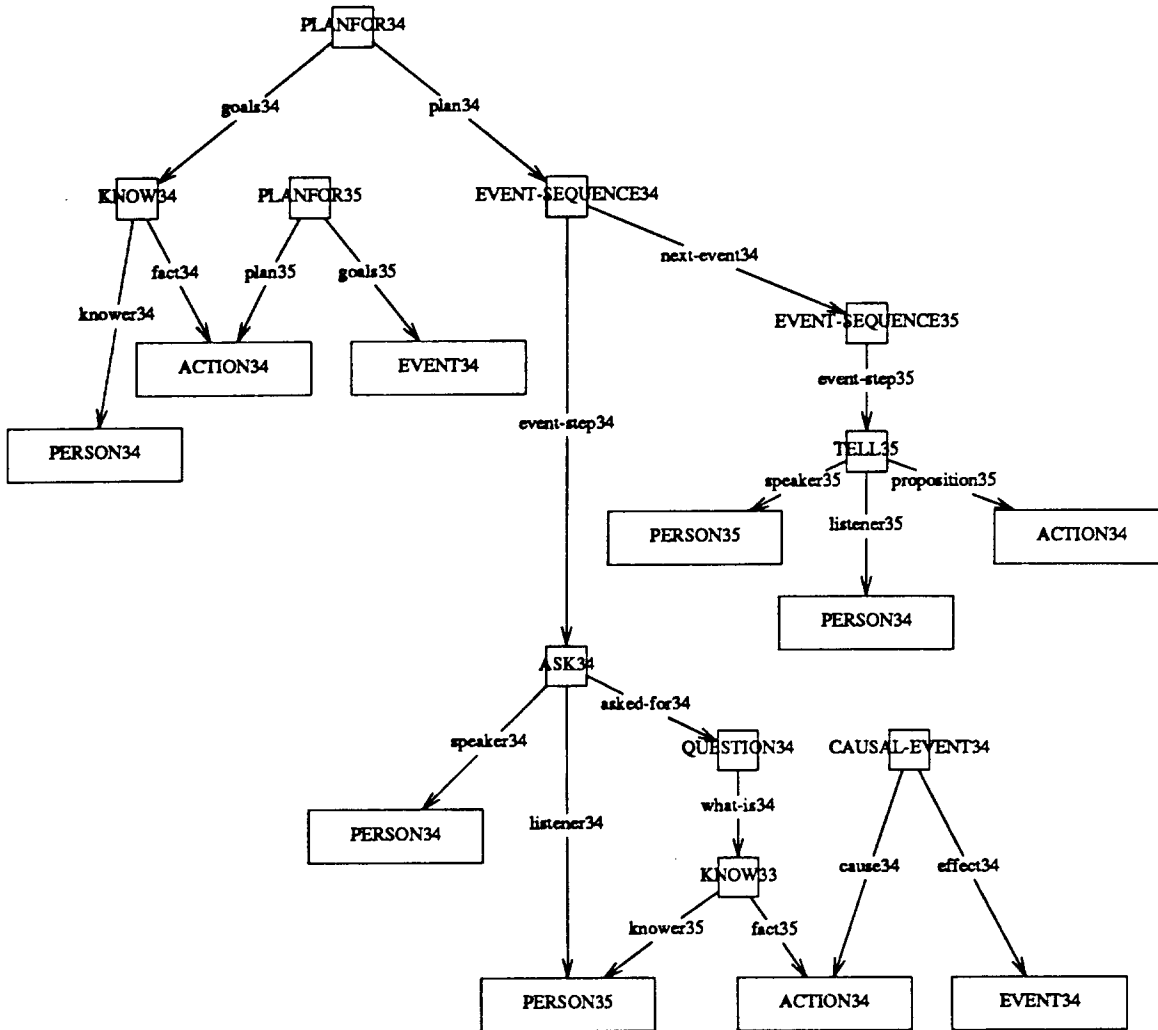 PLANFOR34
goals34
plan34
KNOW34
PLANFOR35
EVENT-SEQUENCE34
next-event34
fact34
plan35
goals35
knower34
EVENT-SEQUENCE35
ACTION34
EVENT34
event-step35
event-step34
PERSON34
TELL35
speaker35
proposition35
listener35
PERSON35
ACTION34
PERSON34
ASK34
asked-for34
speaker34
QUESTION34
CAUSAL-EVENT34
what-is34
listener34
PERSON34
cause34
effect34
KNOW33
knower35
fact35
PERSON35
ACTION34
EVENT34